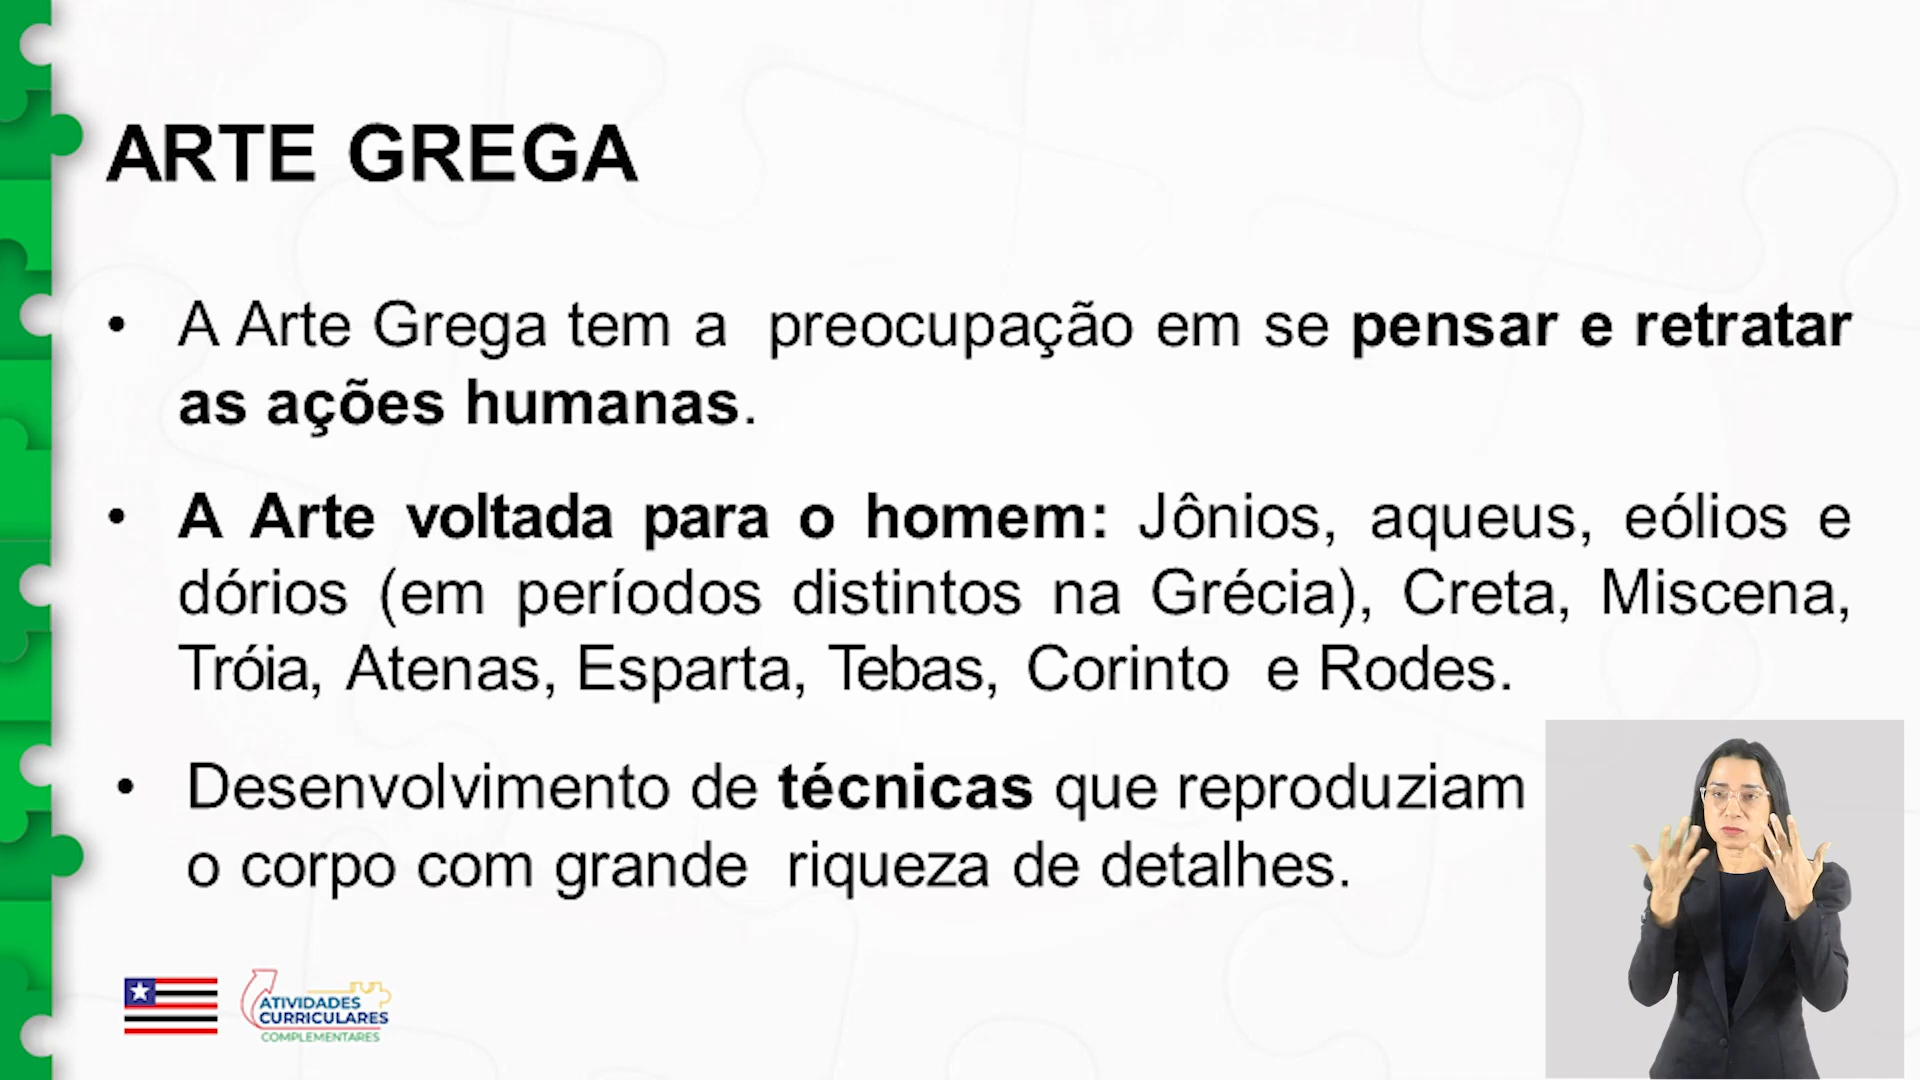 ARTE GREGA
• A Arte Grega tem a preocupação em se pensar e retratar
as ações humanas.
• A Arte voltada para o homem: Jônios, aqueus, eólios e
dórios (em períodos distintos na Grécia), Creta, Miscena,
Tróia, Atenas, Esparta, Tebas, Corinto e Rodes.
• Desenvolvimento de técnicas que reproduziam
o corpo com grande riqueza de detalhes.
ATIVIDADES
CURRICULARES
COMPLEMENTARES